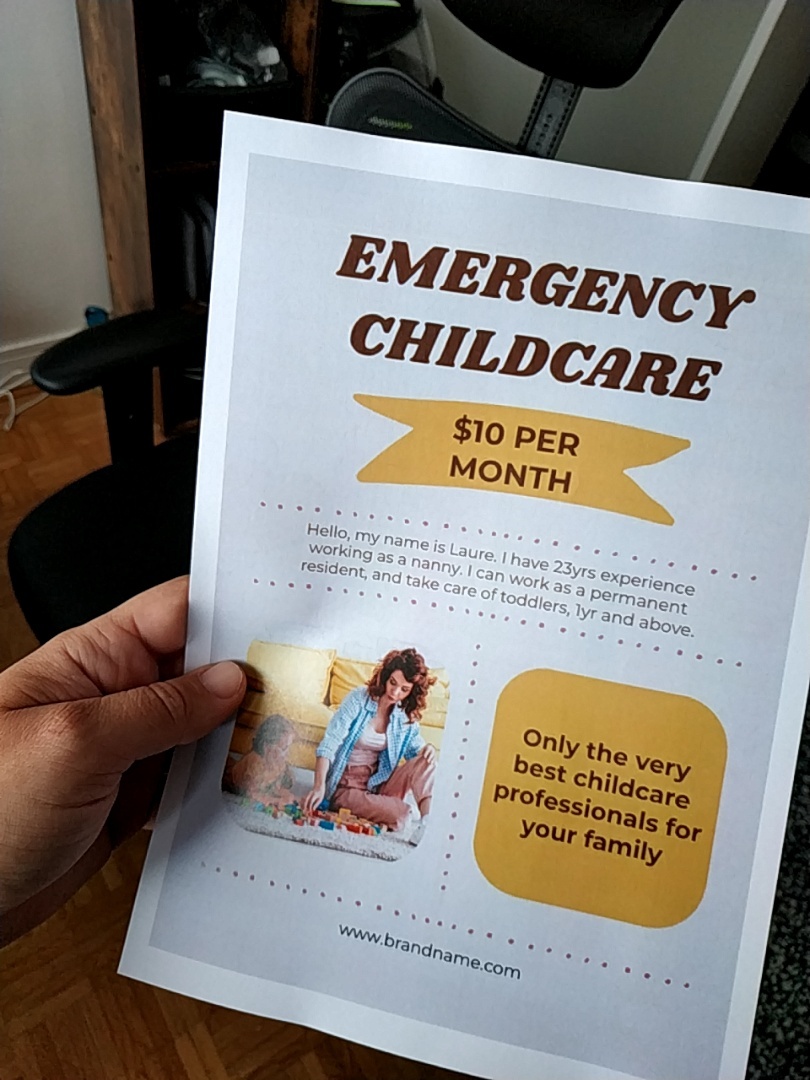 EMERGENCY
CHILDCARE
$10 PER
MONTH
Hello, my name is Laure. I have 23yrs experience
working as a nanny. I can work as a permanent
resident, and take care of toddlers, 1yr and above.
Only the very
best childcare
professionals for
your family
www.brandname.com